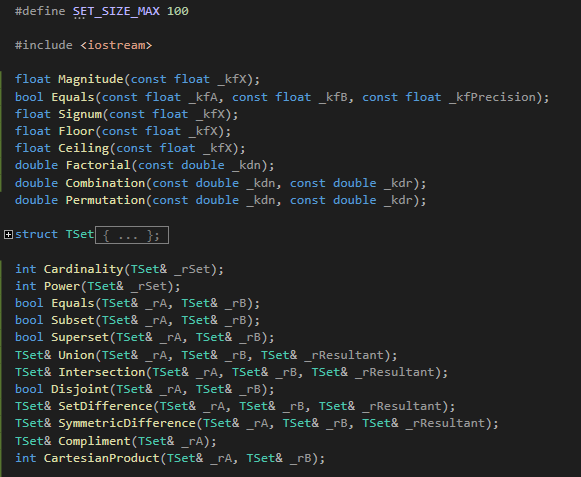 #define SET_SIZE_MAX 100
#include <iostream>
float Magnitude(const float _kfX);
bool Equals(const float _kfA, const float _kfB, const float _kfPrecision);
float Signum(const float _kfX);
float Floor(const float _kfX);
float Ceiling(const float _kfX);
double Factorial(const double _kdn);
double Combination(const double _kdn, const double _kdr);
double Permutation(const double _kdn, const double _kdr);
struct TSet { ... };
int Cardinality(TSet& _rSet);
int Power(TSet& _rSet);
bool Equals(TSet& _rA, TSet& _rB);
bool Subset(TSet& _rA, TSet& _rB);
bool Superset(TSet& _rA, TSet& _rB);
TSet& Union(TSet& _rA, TSet& _rB, TSet& _rResultant);
TSet& Intersection(TSet& _rA, TSet& _rB, TSet& _rResultant);
bool Disjoint(TSet& _rA, TSet& _rB);
TSet& SetDifference(TSet& _rA, TSet& _rB, TSet& _rResultant);
TSet& SymmetricDifference(TSet& _rA, TSet& _rB, TSet& _rResultant);
TSet& Compliment(TSet& _rA);
int CartesianProduct(TSet& _rA, TSet& _rB);